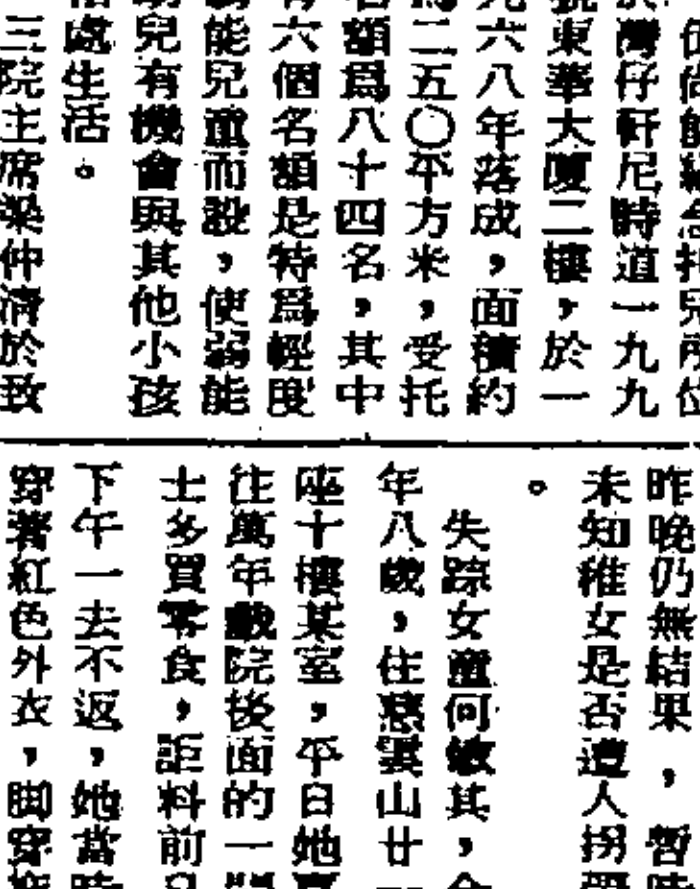 於灣仔軒尼詩道一九九
號東華大廈二樓，於一
九六八年落成，面積約
為二五〇平方米，受托
名額爲八十四名，其中
有六個名額是特爲輕度
弱能兒童而設，使弱能
幼兒有機會與其他小孩
相處生活。
三院主席梁仲清於致
昨晚仍無結果，暫時
未知稚女是否遭人拐
。
失踪女童何敏其，今
年八歲，住慈雲山廿一
座十樓某室，平日她喜
往萬年戲院後面的一間
士多買零食，詎料前日
下午一去不返，她當時
穿着紅色外衣，脚穿